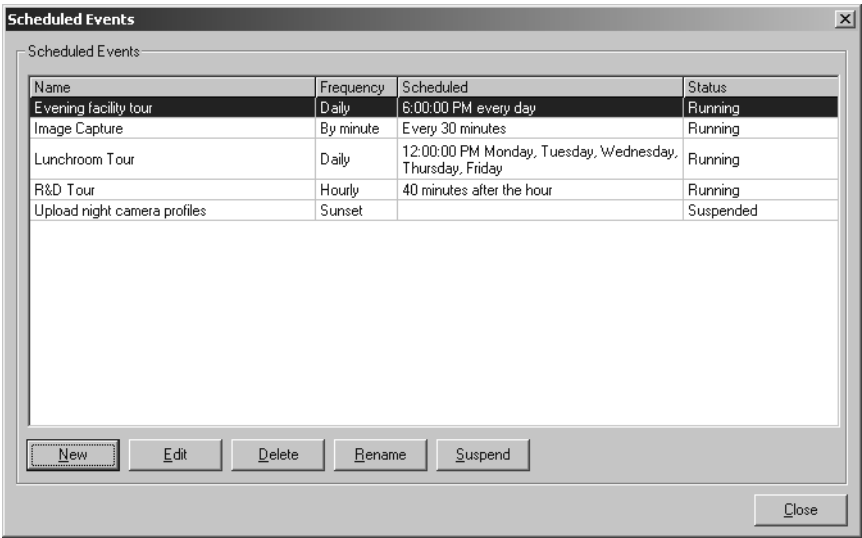 Scheduled Events
Scheduled Events
Name Frequency Scheduled Status
Evening facility tour Daily 6:00:00 PM every day Running
Image Capture By minute Every 30 minutes Running
Lunchroom Tour Daily 12:00:00 PM Monday, Tuesday, Wednesday, Running
Thursday, Friday
R&D Tour Hourly 40 minutes after the hour Running
Upload night camera profiles Sunset Suspended
New Edit Delete Rename Suspend
Close